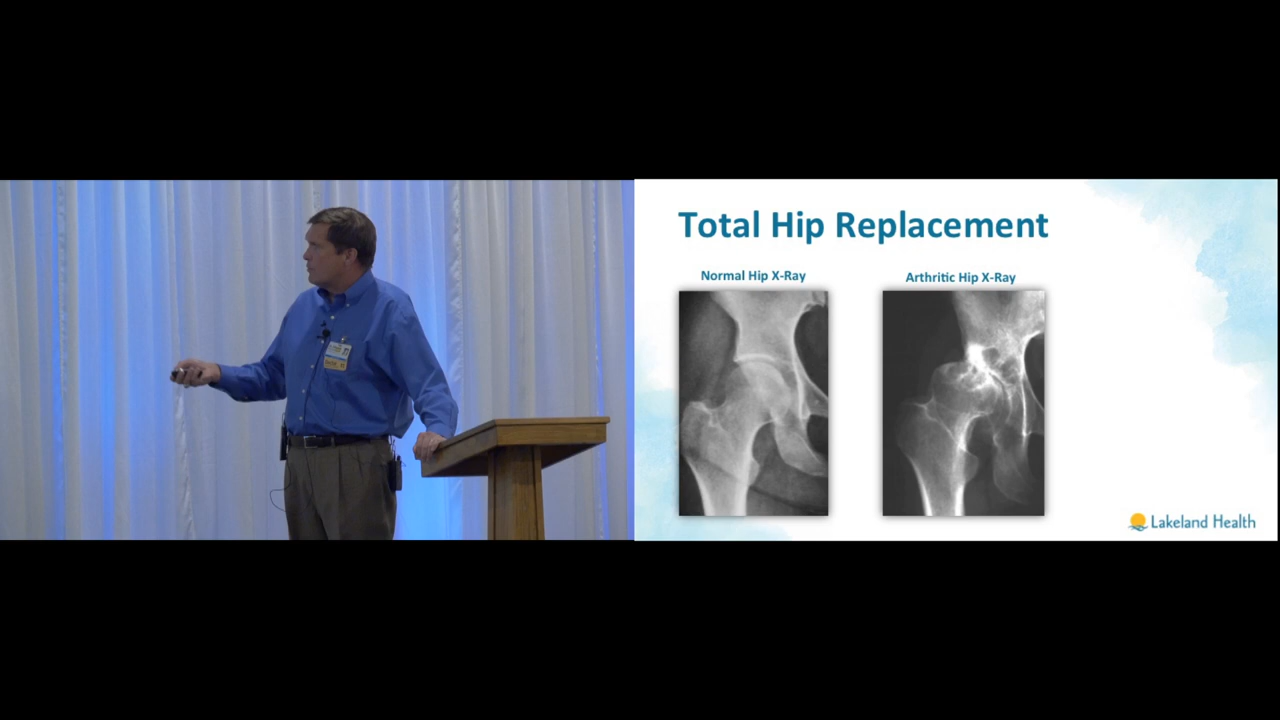 Total Hip Replacement
Normal Hip X-Ray
Arthritic Hip X-Ray
Lakeland Health